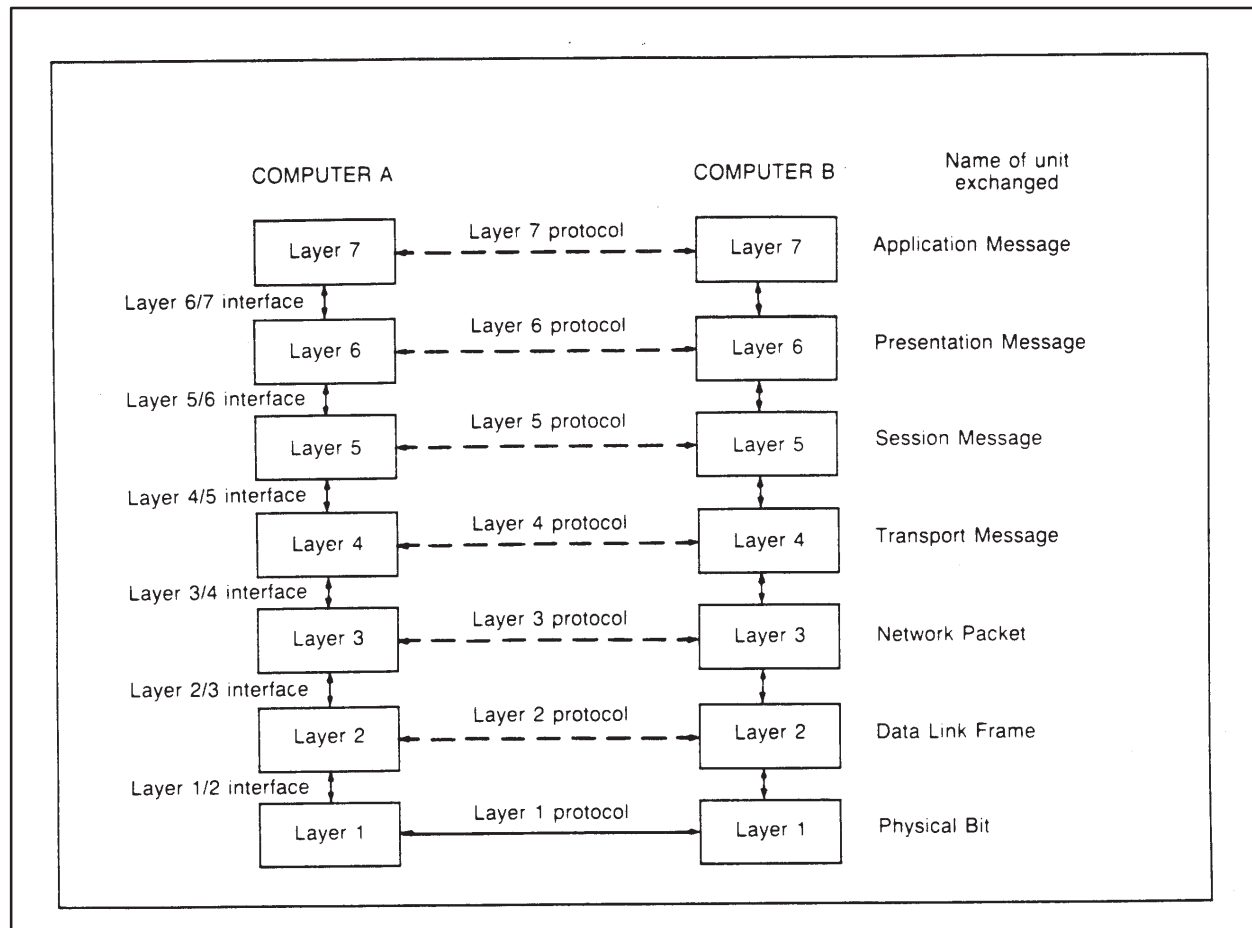 COMPUTER A
COMPUTER B
Name of unit
exchanged
Layer 7
Layer 7 protocol
Layer 7
Application Message
Layer 6/7 interface
Layer 6
Layer 6 protocol
Layer 6
Presentation Message
Layer 5/6 interface
Layer 5
Layer 5 protocol
Layer 5
Session Message
Layer 4/5 interface
Layer 4
Layer 4 protocol
Layer 4
Transport Message
Layer 3/4 interface
Layer 3
Layer 3 protocol
Layer 3
Network Packet
Layer 2/3 interface
Layer 2
Layer 2 protocol
Layer 2
Data Link Frame
Layer 1/2 interface
Layer 1
Layer 1 protocol
Layer 1
Physical Bit